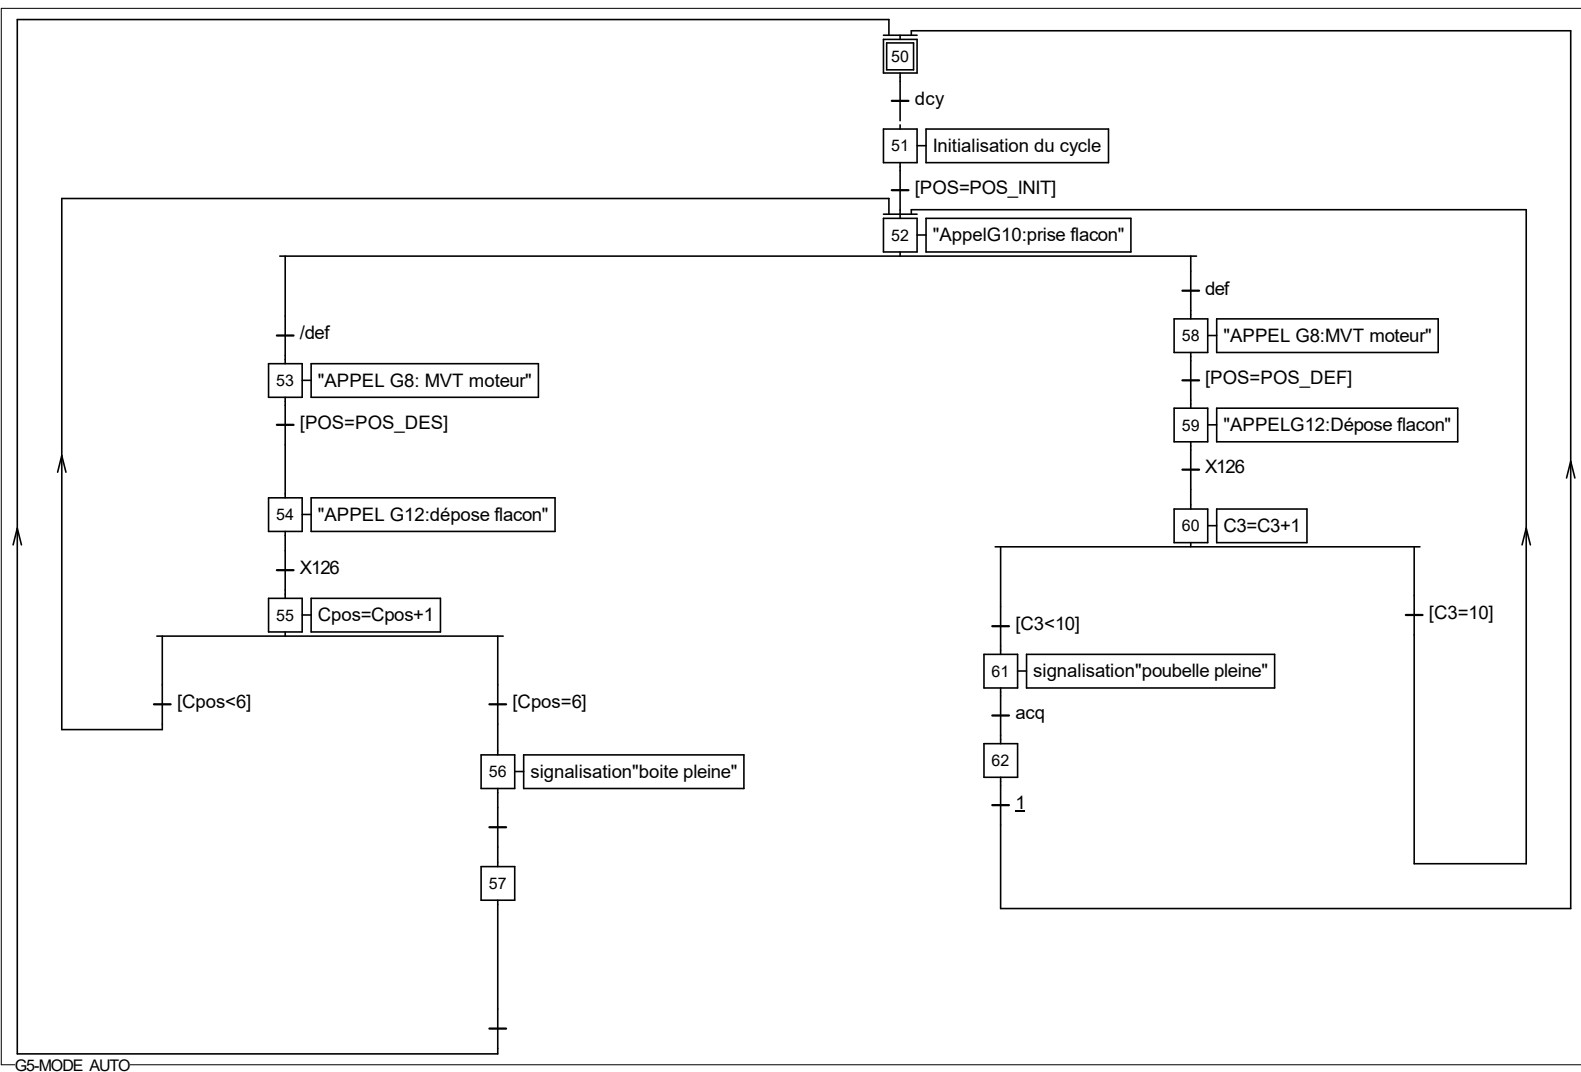 50
dcy
51
Initialisation du cycle
[POS=POS_INIT]
52
"AppelG10:prise flacon"
/def
53
"APPEL G8: MVT moteur"
[POS=POS_DES]
54
"APPEL G12:dépose flacon"
X126
55
Cpos=Cpos+1
[Cpos<6]
[Cpos=6]
56
signalisation"boite pleine"
57
def
58
"APPEL G8:MVT moteur"
[POS=POS_DEF]
59
"APPELG12:Dépose flacon"
X126
60
C3=C3+1
[C3<10]
[C3=10]
61
signalisation"poubelle pleine"
acq
62
1
G5-MODE AUTO